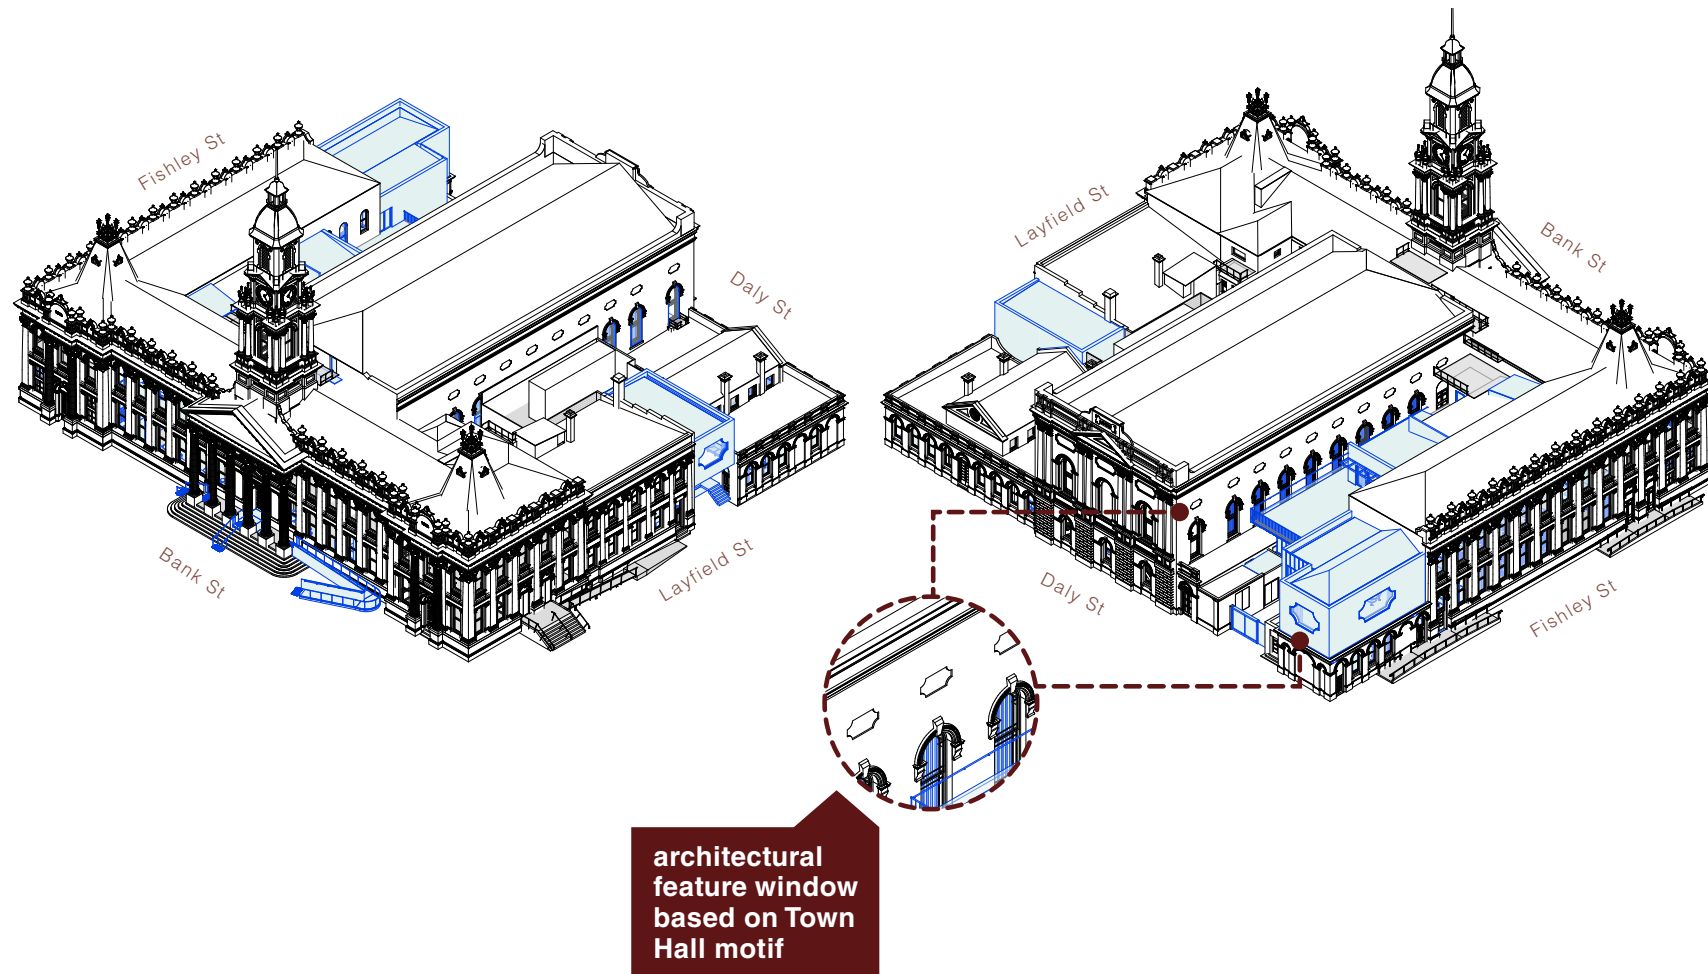 Fishley St
Daly St
Bank St
Layfield St
Layfield St
Bank St
Daly St
Fishley St
architectural
feature window
based on Town
Hall motif